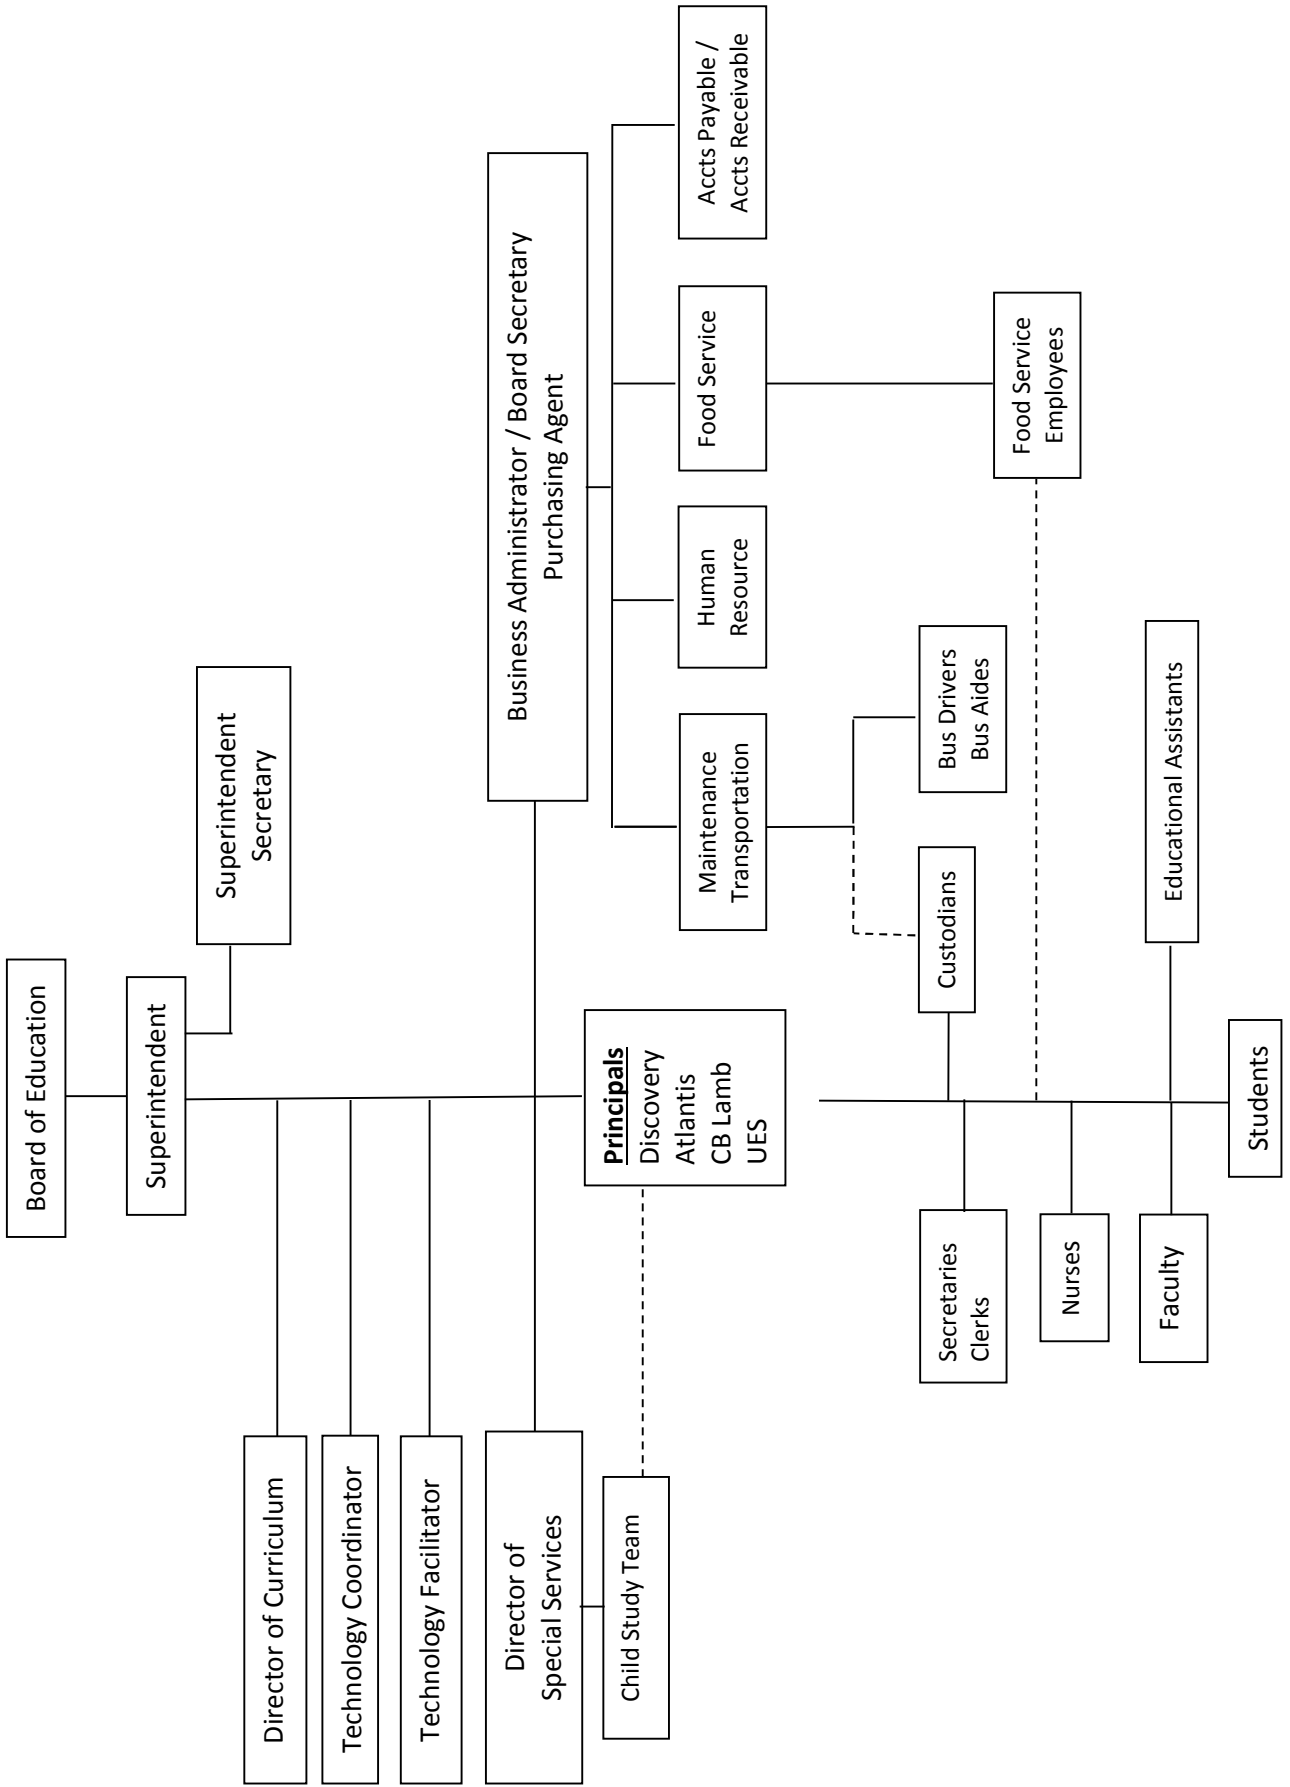 Board of Education
Superintendent
Superintendent
Secretary
Director of Curriculum
Technology Coordinator
Technology Facilitator
Director of
Special Services
Business Administrator / Board Secretary
Purchasing Agent
Child Study Team
Principals
Discovery
Atlantis
CB Lamb
UES
Maintenance
Transportation
Human
Resource
Food Service
Accts Payable /
Accts Receivable
Secretaries
Clerks
Custodians
Bus Drivers
Bus Aides
Food Service
Employees
Nurses
Faculty
Educational Assistants
Students